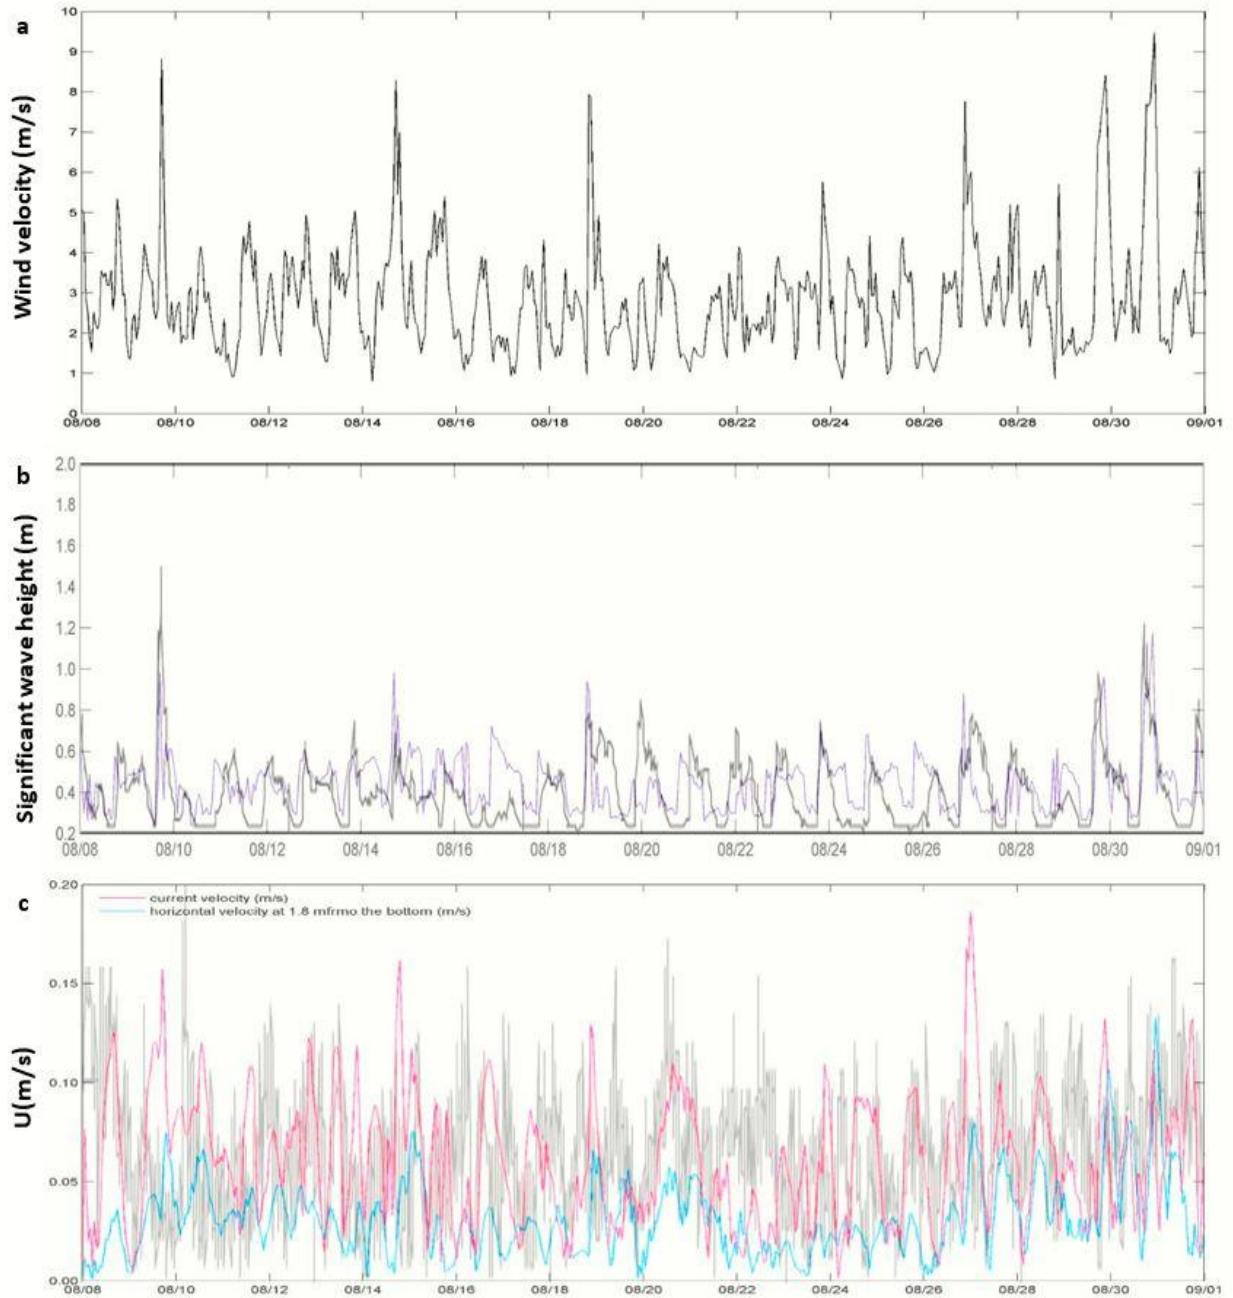 a
Wind velocity (m/s)
10
9
8
7
6
5
4
3
2
1
0
08/08 08/10 08/12 08/14 08/16 08/18 08/20 08/22 08/24 08/26 08/28 08/30 09/01
b
Significant wave height (m)
2.0
1.8
1.6
1.4
1.2
1.0
0.8
0.6
0.4
0.2
08/08 08/10 08/12 08/14 08/16 08/18 08/20 08/22 08/24 08/26 08/28 08/30 09/01
c
U(m/s)
0.20
current velocity (m/s)
horizontal velocity at 1.8 mfrmo the bottom (m/s)
0.15
0.10
0.05
0.00
08/08 08/10 08/12 08/14 08/16 08/18 08/20 08/22 08/24 08/26 08/28 08/30 09/01